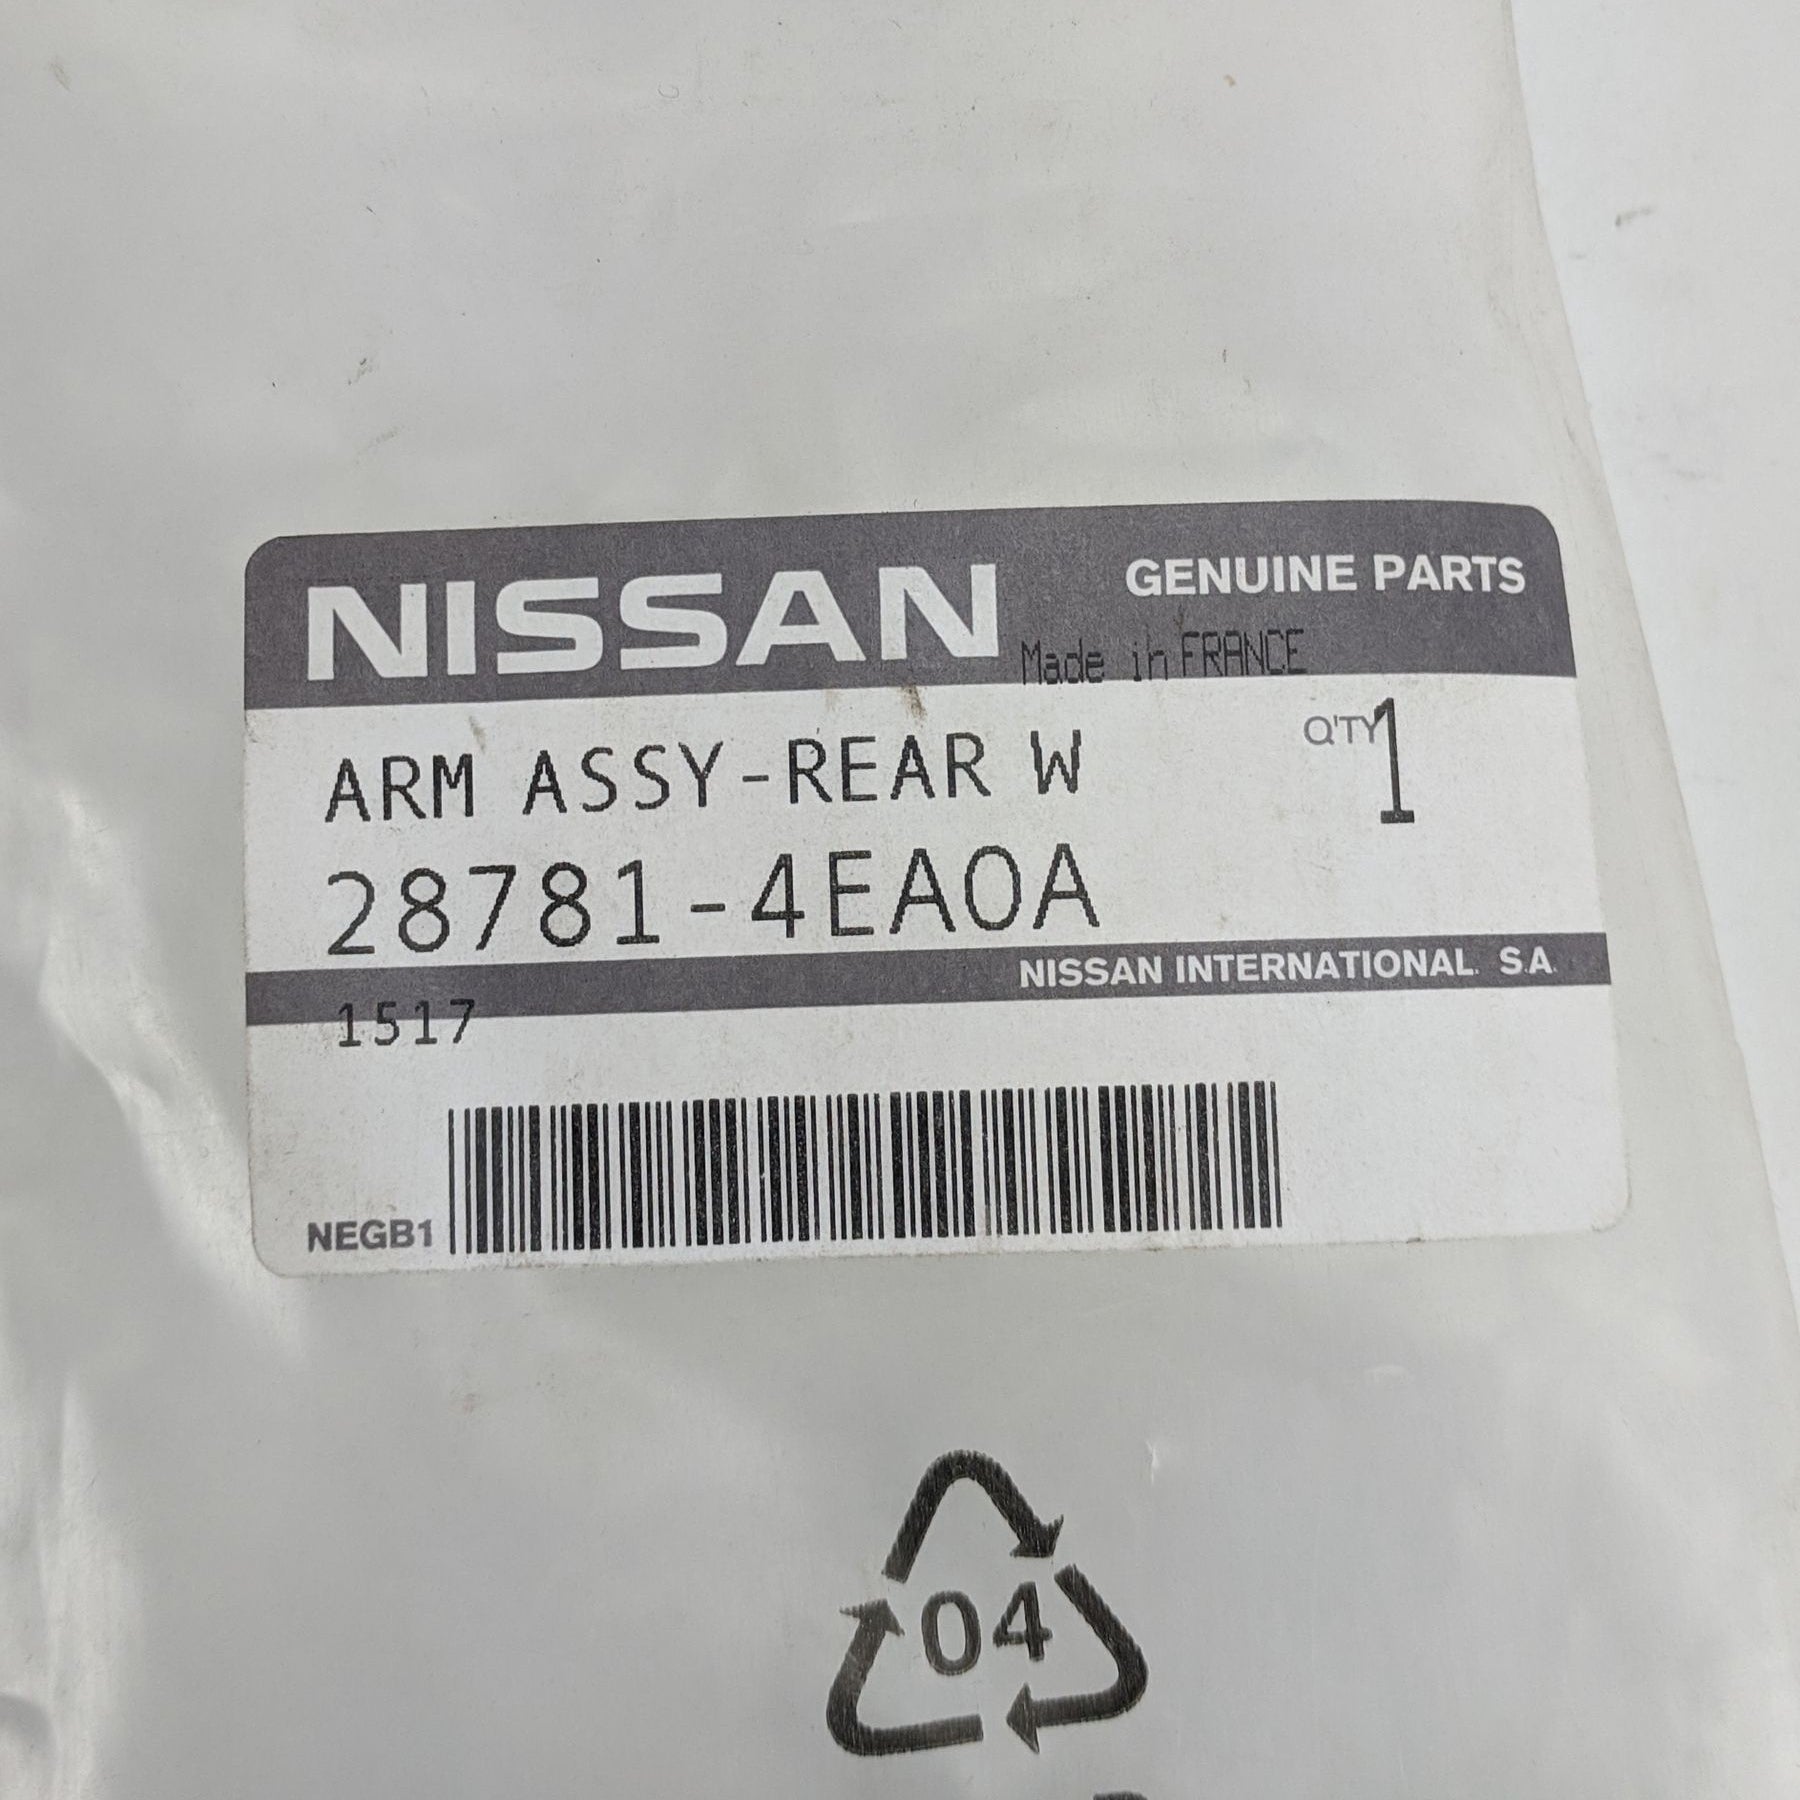 NISSAN
GENUINE PARTS
Made in FRANCE
ARM ASSY-REAR W
Q'TY 1
28781-4EA0A
NISSAN INTERNATIONAL. S.A.
1517
NEGB1
04